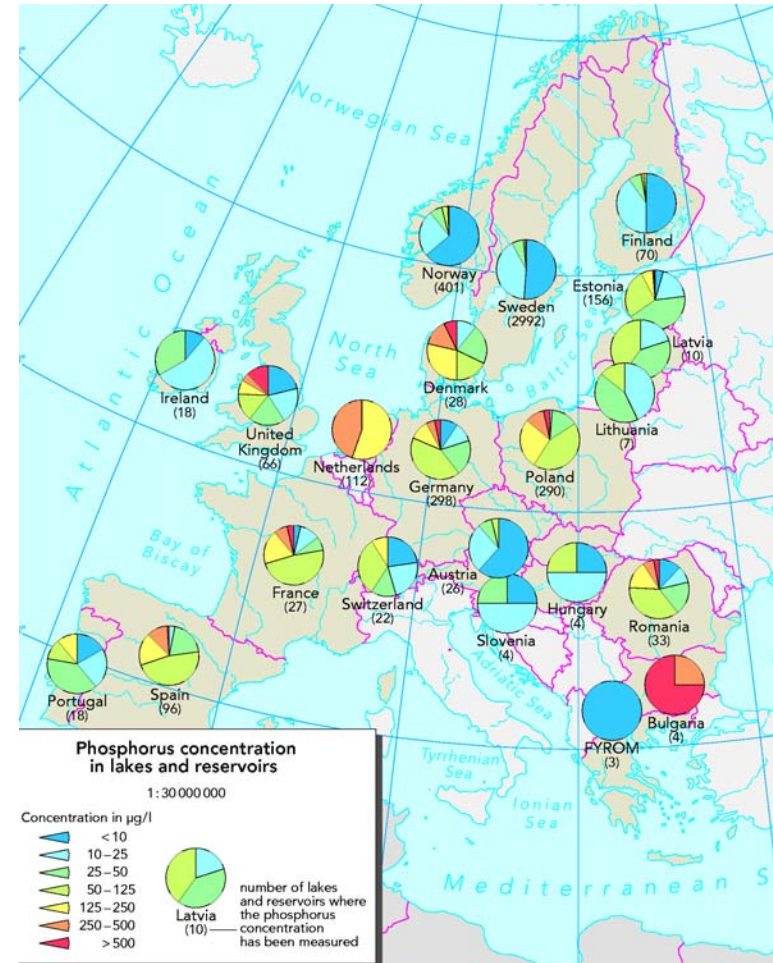 Norwegian Sea
Atlantic Ocean
Finland
(70)
Norway
(401)
Sweden
(2992)
Estonia
(156)
North
Sea
Baltic Sea
Latvia
(10)
Ireland
(18)
Denmark
(28)
United
Kingdom
(66)
Lithuania
(7)
Netherlands
(112)
Germany
(298)
Poland
(290)
Bay of
Biscay
France
(27)
Switzerland
(22)
Austria
(26)
Hungary
(4)
Slovenia
(4)
Romania
(33)
Adriatic Sea
Portugal
(18)
Spain
(96)
Bulgaria
(4)
FYROM
(3)
Tyrrhenian
Sea
Ionian
Sea
Mediterranean S
Phosphorus concentration
in lakes and reservoirs
1:30 000 000
Concentration in µg/l
< 10
10–25
25–50
50–125
125–250
250–500
> 500
Latvia
(10)
number of lakes
and reservoirs where
the phosphorus
concentration
has been measured